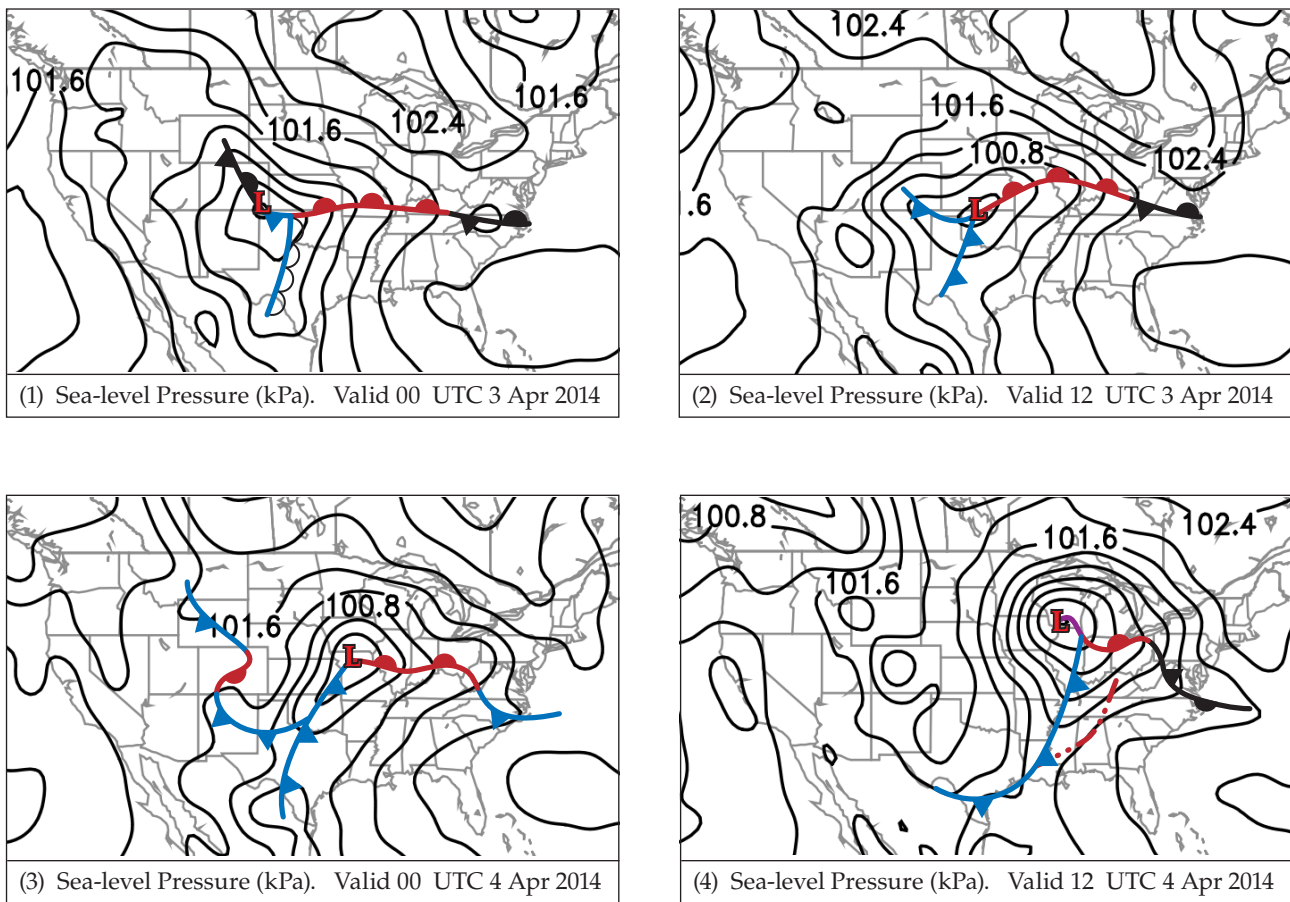 101.6
101.6
102.4
101.6
L
(1) Sea-level Pressure (kPa). Valid 00 UTC 3 Apr 2014
102.4
101.6
100.8
102.4
.6
L
(2) Sea-level Pressure (kPa). Valid 12 UTC 3 Apr 2014
101.6
100.8
L
(3) Sea-level Pressure (kPa). Valid 00 UTC 4 Apr 2014
100.8
102.4
101.6
101.6
L
(4) Sea-level Pressure (kPa). Valid 12 UTC 4 Apr 2014